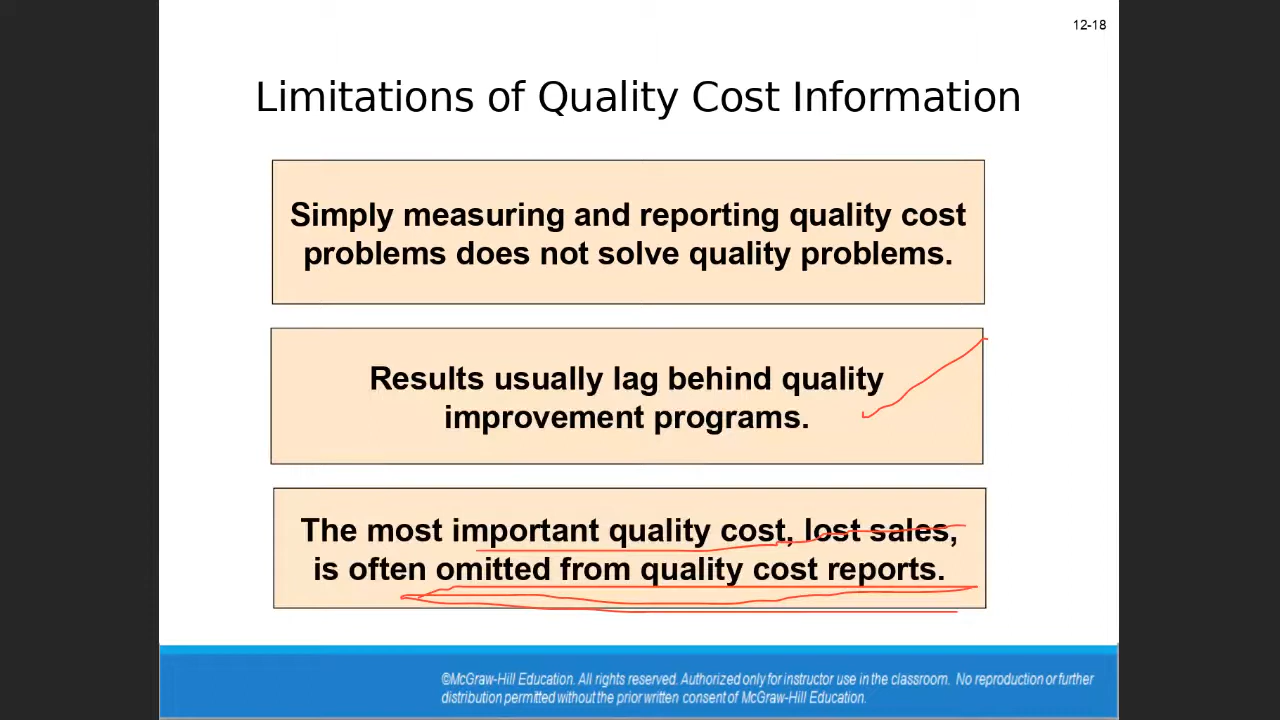 12-18
Limitations of Quality Cost Information
Simply measuring and reporting quality cost
problems does not solve quality problems.
Results usually lag behind quality
improvement programs.
The most important quality cost, lost sales,
is often omitted from quality cost reports.
©McGraw-Hill Education. All rights reserved. Authorized only for instructor use in the classroom. No reproduction or further
distribution permitted without the prior written consent of McGraw-Hill Education.